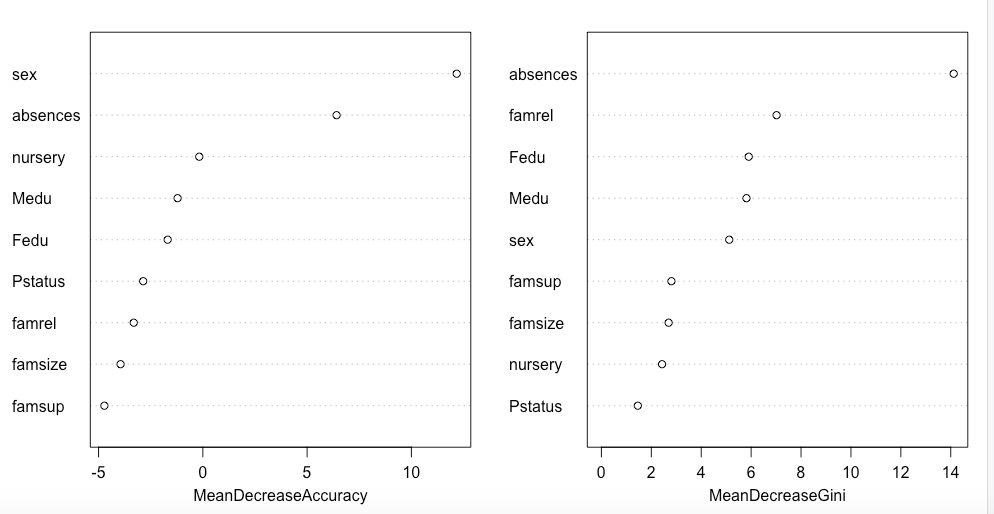 sex
absences
nursery
Medu
Fedu
Pstatus
famrel
famsize
famsup
-5 0 5 10
MeanDecreaseAccuracy
absences
famrel
Fedu
Medu
sex
famsup
famsize
nursery
Pstatus
0 2 4 6 8 10 12 14
MeanDecreaseGini